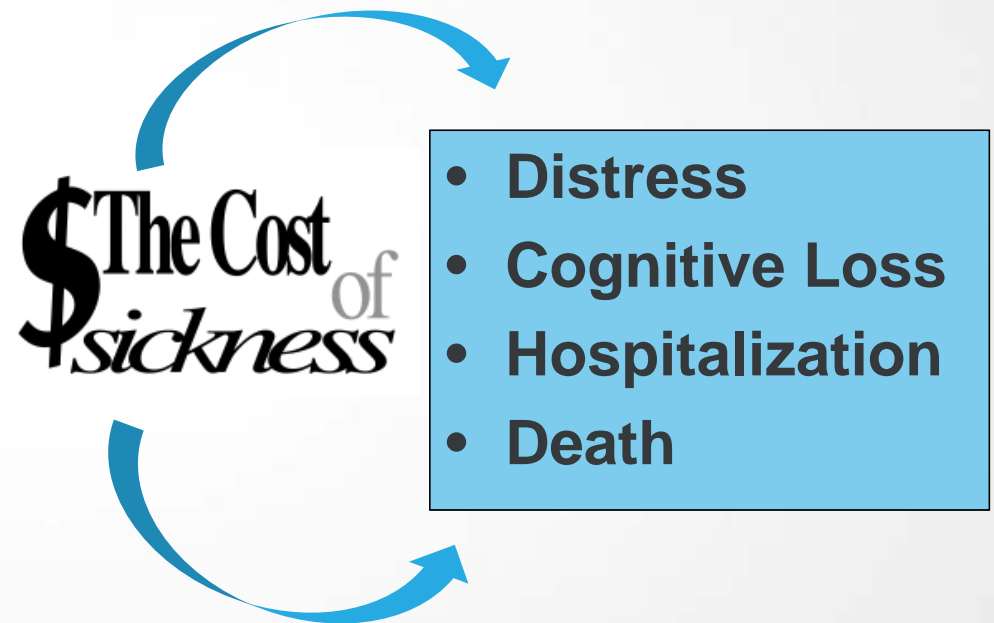 $The Cost
of
sickness
• Distress
• Cognitive Loss
• Hospitalization
• Death